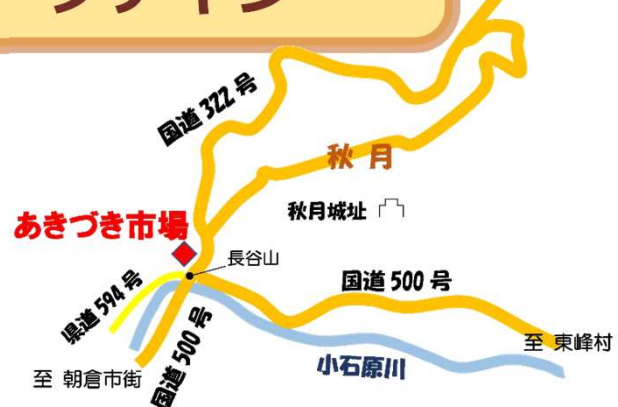 国道322号
秋月
秋月城址
あきづき市場
長谷山
県道594号
国道500号
国道500号
至 東峰村
小石原川
至 朝倉市街